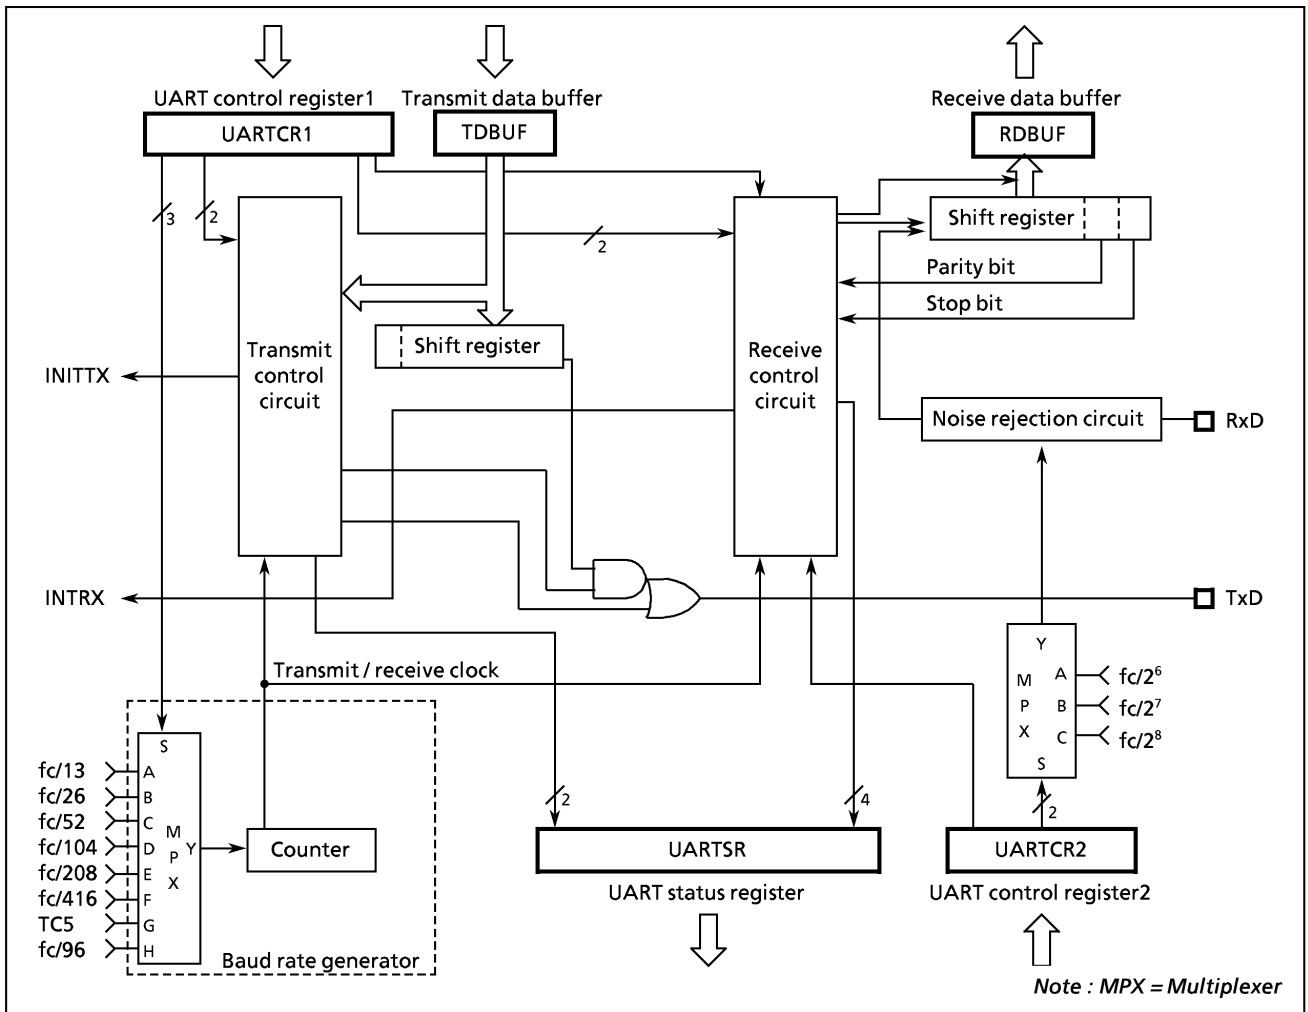 UART control register1
Transmit data buffer
Receive data buffer
UARTCR1
TDBUF
RDBUF
3
2
2
Shift register
Parity bit
Stop bit
Transmit
control
circuit
Shift register
Receive
control
circuit
INITTX
Noise rejection circuit
RxD
INTRX
TxD
Transmit / receive clock
Y
M
P
X
A
B
C
S
fc/2⁶
fc/2⁷
fc/2⁸
S
fc/13
A
fc/26
B
fc/52
C
fc/104
D
fc/208
E
fc/416
F
TC5
G
fc/96
H
M
P
X
Y
Counter
Baud rate generator
2
4
2
UARTSR
UARTCR2
UART status register
UART control register2
Note : MPX = Multiplexer